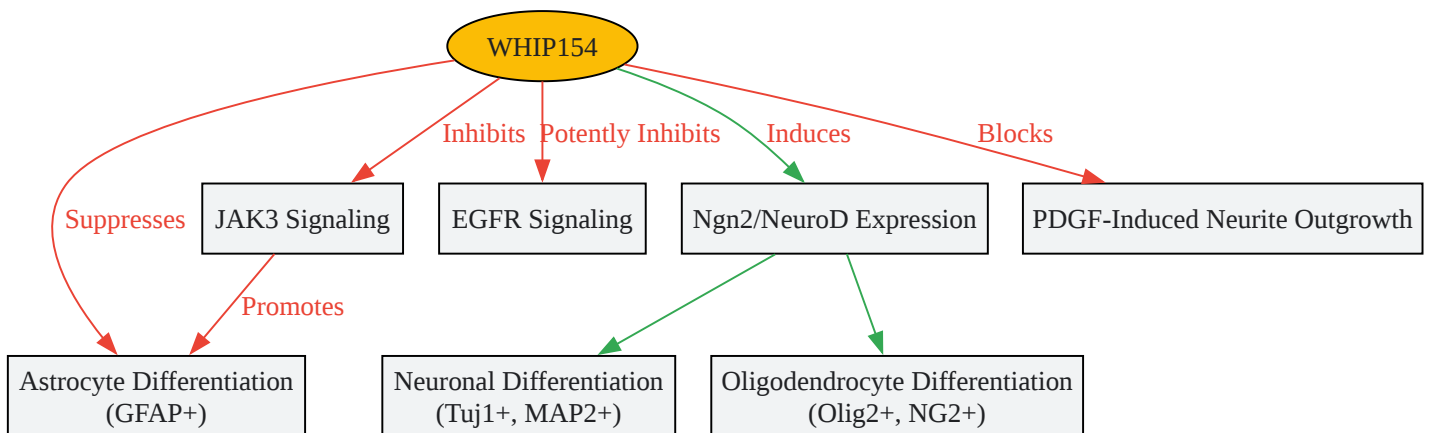 WHIP154
Inhibits
Potently Inhibits
Induces
Blocks
Suppresses
JAK3 Signaling
EGFR Signaling
Ngn2/NeuroD Expression
PDGF-Induced Neurite Outgrowth
Promotes
Astrocyte Differentiation
(GFAP+)
Neuronal Differentiation
(Tuj1+, MAP2+)
Oligodendrocyte Differentiation
(Olig2+, NG2+)